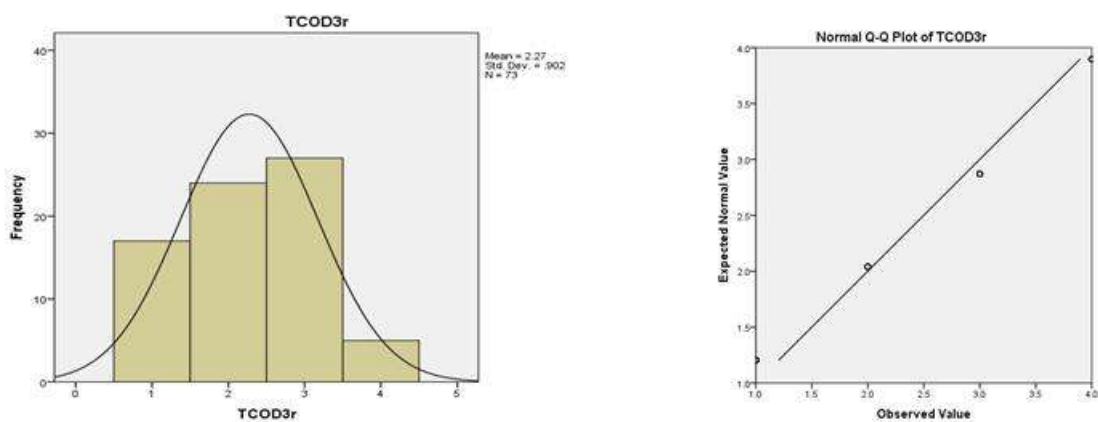 TCOD3r
Mean = 2.27
Std. Dev. = .902
N = 73
40
30
20
10
0
Frequency
0 1 2 3 4 5
TCOD3r
Normal Q-Q Plot of TCOD3r
4.0
3.5
3.0
2.5
2.0
1.5
1.0
Expected Normal Value
1.0 1.5 2.0 2.5 3.0 3.5 4.0
Observed Value